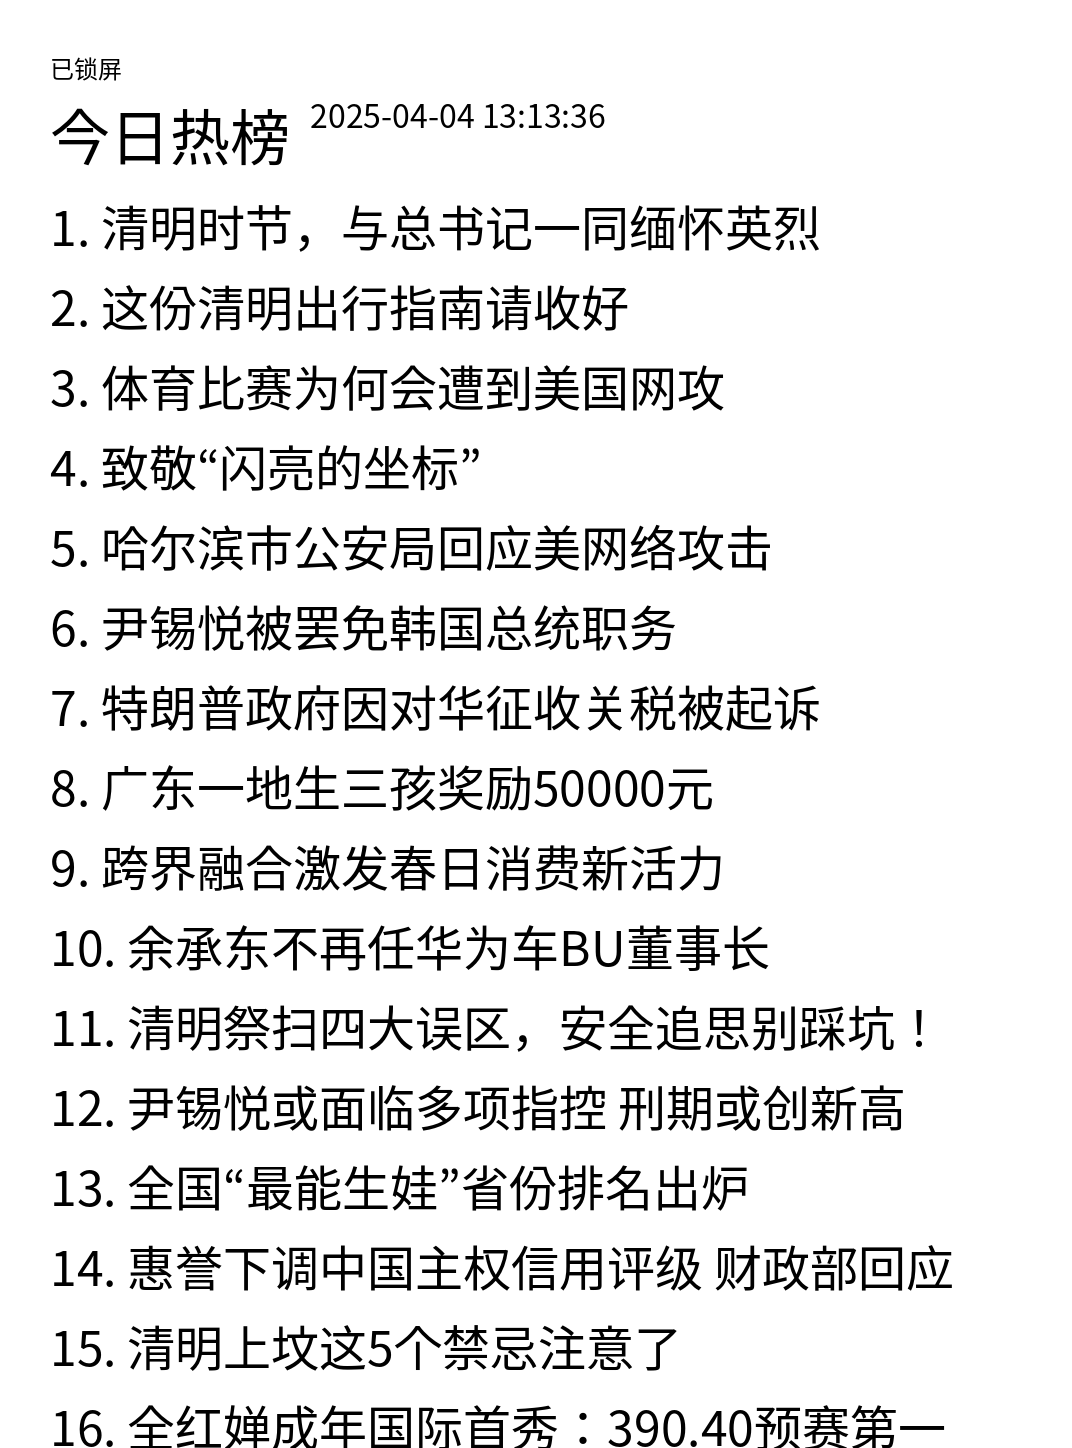 已锁屏
今日热榜 2025-04-04 13:13:36
1. 清明时节，与总书记一同缅怀英烈
2. 这份清明出行指南请收好
3. 体育比赛为何会遭到美国网攻
4. 致敬“闪亮的坐标”
5. 哈尔滨市公安局回应美网络攻击
6. 尹锡悦被罢免韩国总统职务
7. 特朗普政府因对华征收关税被起诉
8. 广东一地生三孩奖励50000元
9. 跨界融合激发春日消费新活力
10. 余承东不再任华为车BU董事长
11. 清明祭扫四大误区，安全追思别踩坑！
12. 尹锡悦或面临多项指控 刑期或创新高
13. 全国“最能生娃”省份排名出炉
14. 惠誉下调中国主权信用评级 财政部回应
15. 清明上坟这5个禁忌注意了
16. 全红婵成年国际首秀：390.40预赛第一